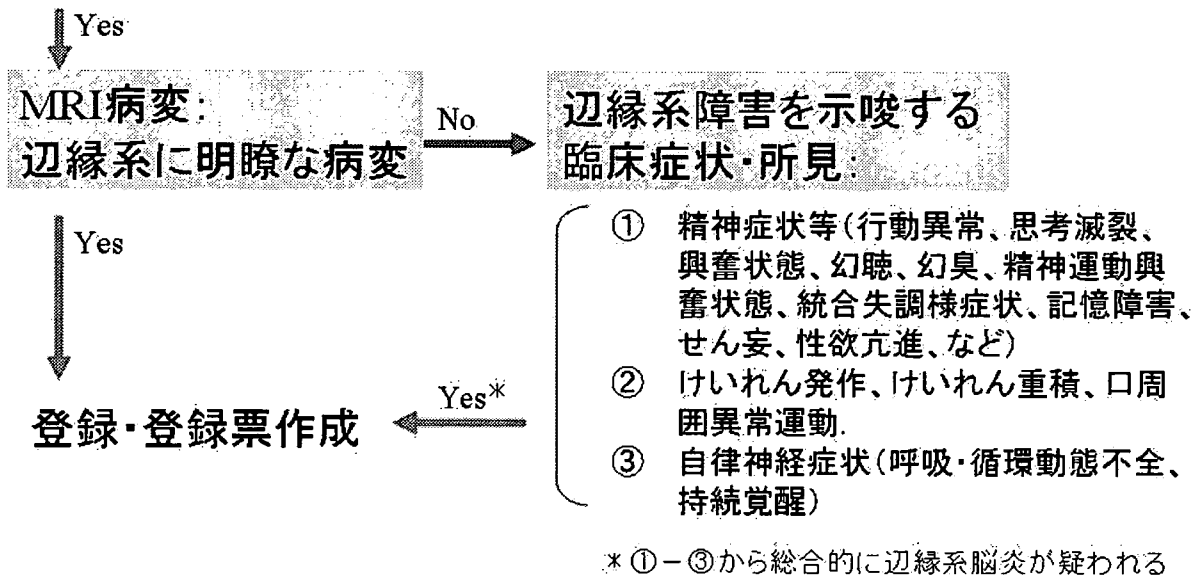 Yes
MRI病変:
辺縁系に明瞭な病変
No
辺縁系障害を示唆する
臨床症状・所見:
① 精神症状等(行動異常、思考滅裂、
興奮状態、幻聴、幻臭、精神運動興
奮状態、統合失調様症状、記憶障害、
せん妄、性欲亢進、など)
② けいれん発作、けいれん重積、口周
囲異常運動.
③ 自律神経症状(呼吸・循環動態不全、
持続覚醒)
Yes
Yes*
登録・登録票作成
*①-③から総合的に辺縁系脳炎が疑われる